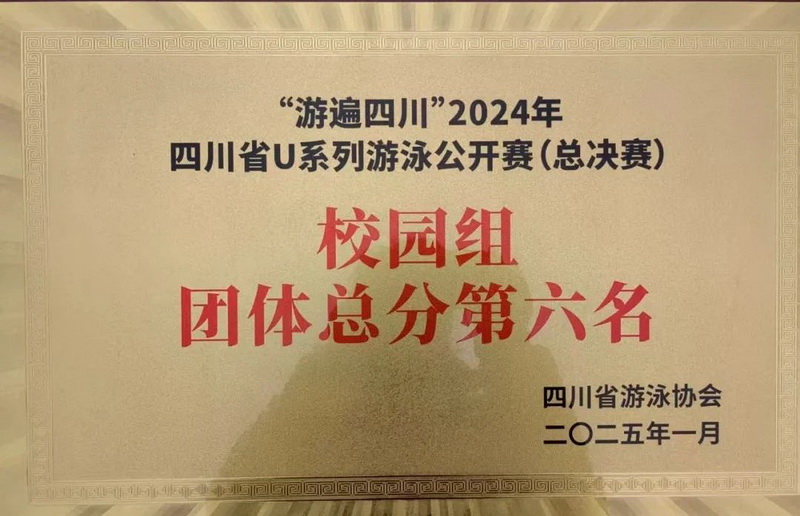 “游遍四川”2024年
四川省U系列游泳公开赛（总决赛）
校园组
团体总分第六名
四川省游泳协会
二〇二五年一月